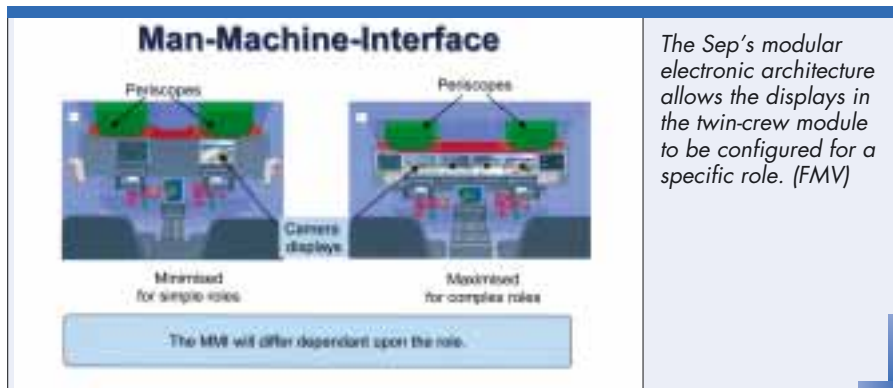 Man-Machine-Interface
Periscopes
Periscopes
Camera
displays
Minimised
for simple roles
Maximised
for complex roles
The MMI will differ dependant upon the role.
The Sep's modular
electronic architecture
allows the displays in
the twin-crew module
to be configured for a
specific role. (FMV)